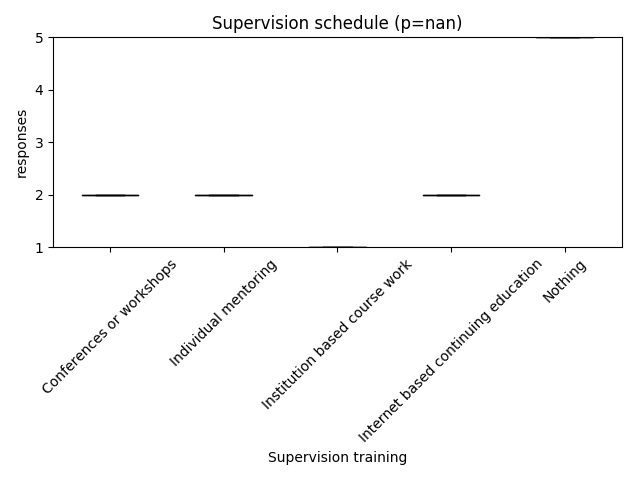 Supervision schedule (p=nan)
5
4
3
2
1
responses
Conferences or workshops
Individual mentoring
Institution based course work
Internet based continuing education
Nothing
Supervision training